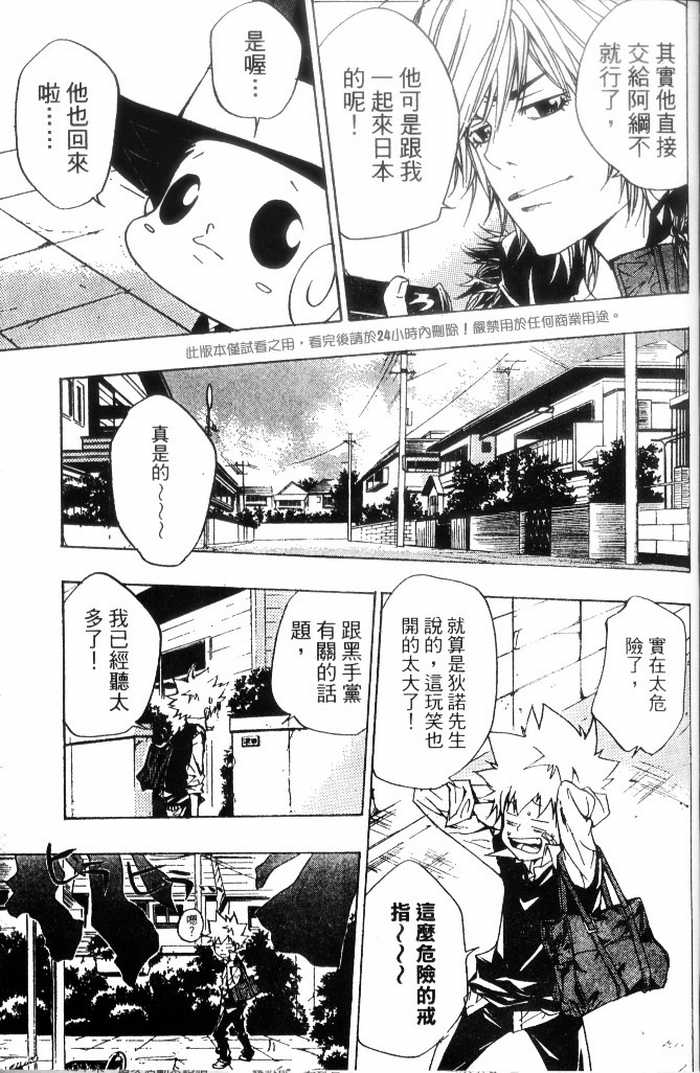 其實他直接
交給阿綱不
就行了，
他可是跟我
一起來日本
的呢！
是喔…
他也回來
啦……
此版本僅試看之用，看完後請於24小時內刪除！嚴禁用於任何商業用途。
真是
的～～～
實在太危
險了，
就算是狄諾先生
說的，這玩笑也
開的太大了！
這麼危險的戒
指～～～
跟黑手黨
有關的話
題，
我已經聽太
多了！
嗯？